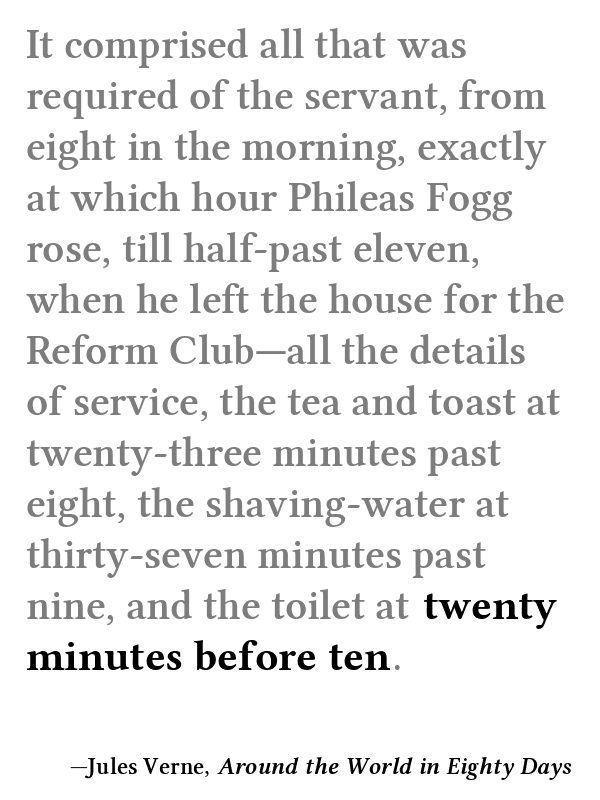 It comprised all that was
required of the servant, from
eight in the morning, exactly
at which hour Phileas Fogg
rose, till half-past eleven,
when he left the house for the
Reform Club—all the details
of service, the tea and toast at
twenty-three minutes past
eight, the shaving-water at
thirty-seven minutes past
nine, and the toilet at twenty
minutes before ten.
—Jules Verne, Around the World in Eighty Days